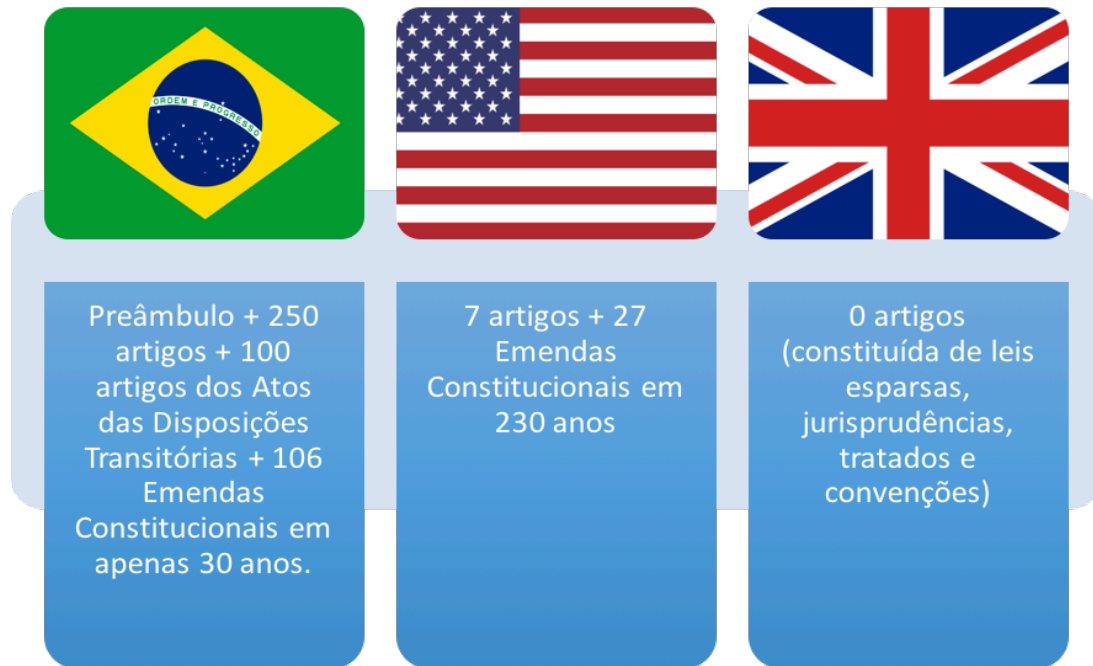 ORDEM E PROGRESSO
Preâmbulo + 250
artigos + 100
artigos dos Atos
das Disposições
Transitórias + 106
Emendas
Constitucionais em
apenas 30 anos.
7 artigos + 27
Emendas
Constitucionais em
230 anos
0 artigos
(constituída de leis
esparsas,
jurisprudências,
tratados e
convenções)